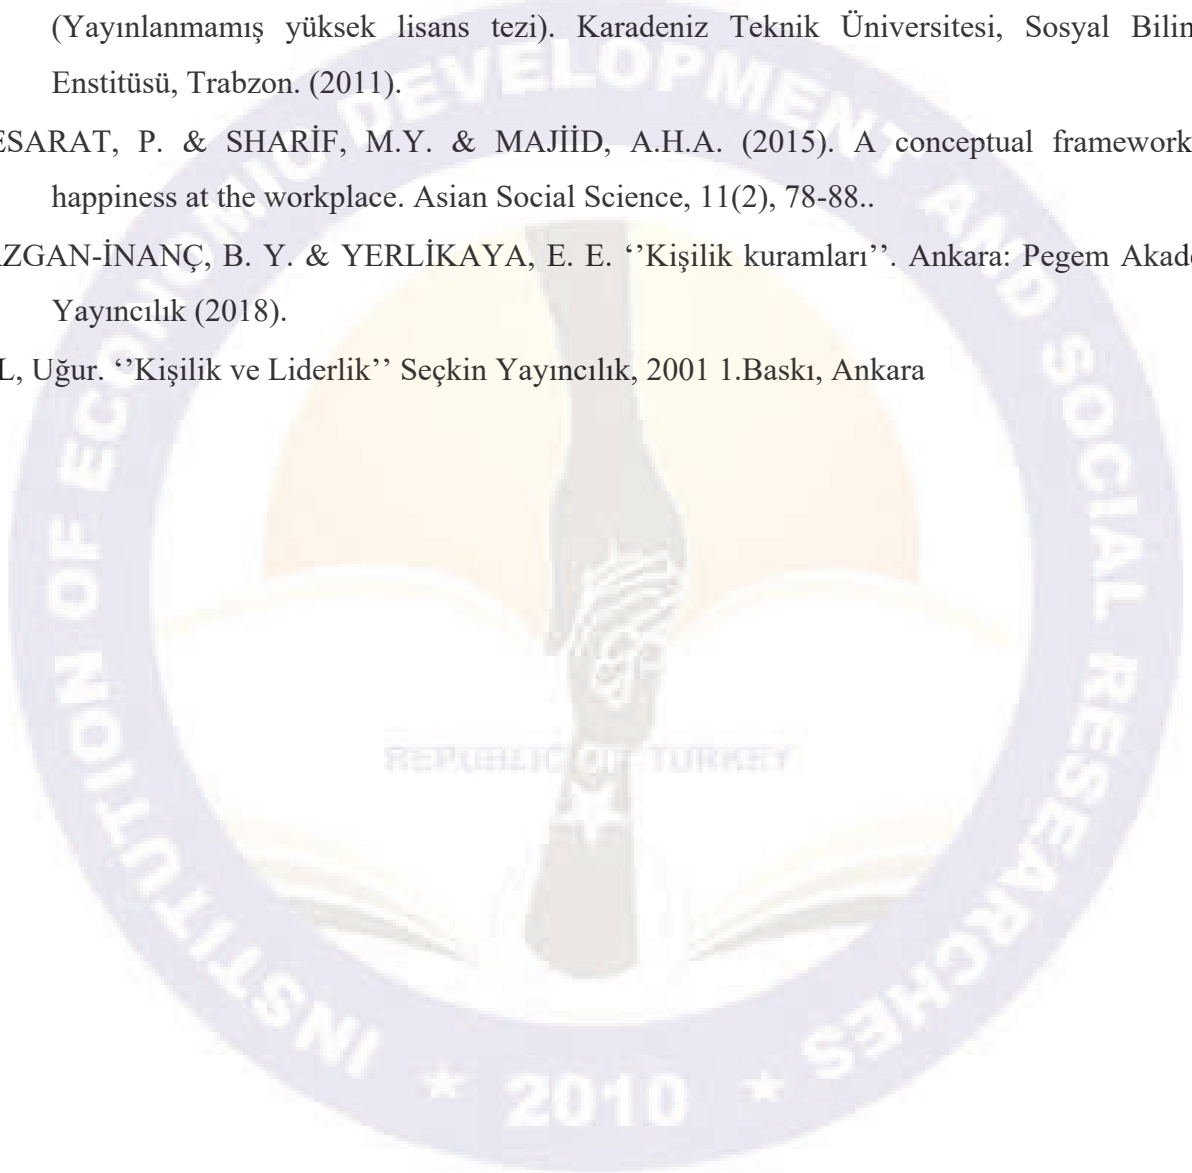 (Yayınlanmamış yüksek lisans tezi). Karadeniz Teknik Üniversitesi, Sosyal Bilim
Enstitüsü, Trabzon. (2011).
ESARAT, P. & SHARİF, M.Y. & MAJİİD, A.H.A. (2015). A conceptual framework
happiness at the workplace. Asian Social Science, 11(2), 78-88..
AZGAN-İNANÇ, B. Y. & YERLİKAYA, E. E. ‘’Kişilik kuramları’’. Ankara: Pegem Akade
Yayıncılık (2018).
L, Uğur. ‘’Kişilik ve Liderlik’’ Seçkin Yayıncılık, 2001 1.Baskı, Ankara
INSTITUTION OF ECONOMIC DEVELOPMENT AND SOCIAL RESEARCHES
REPUBLIC OF TURKEY
★ 2010 ★